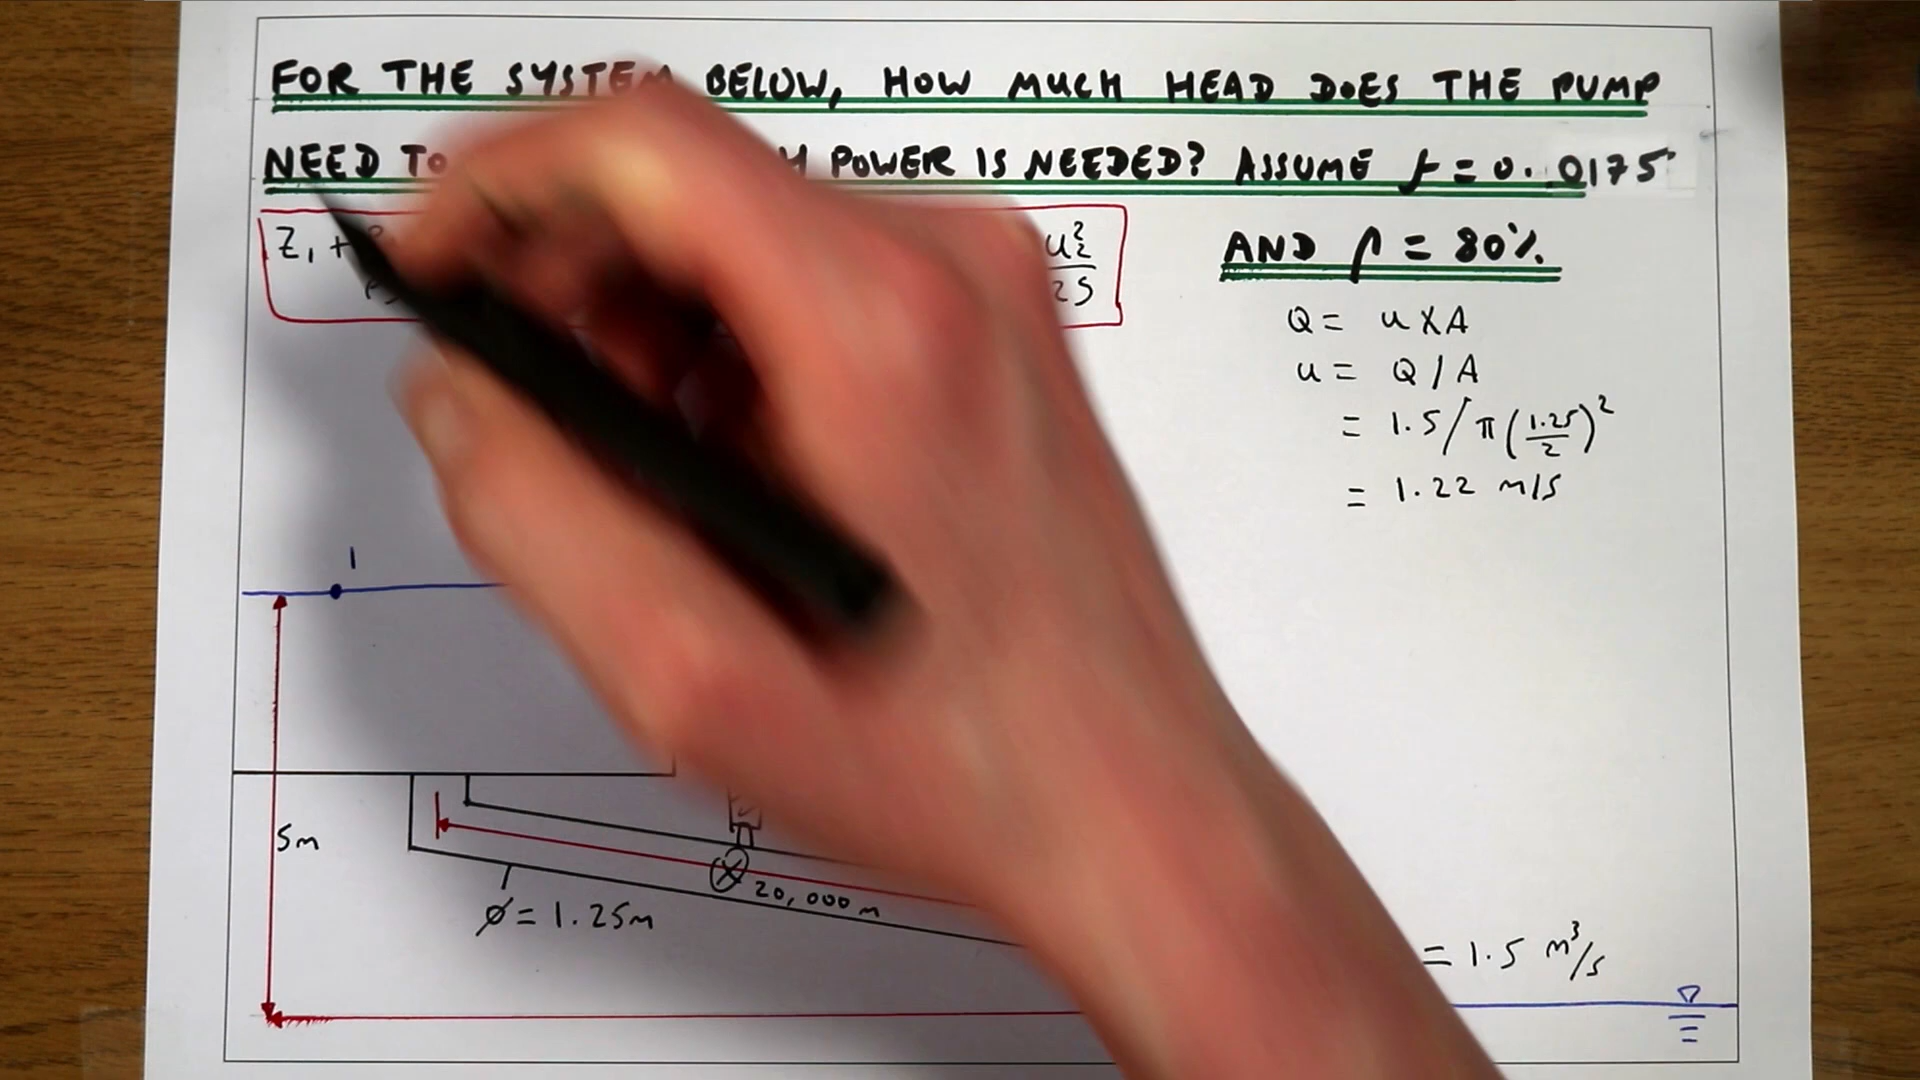 FOR THE SYSTEM BELOW, HOW MUCH HEAD DOES THE PUMP
NEED TO POWER IS NEEDED? ASSUME f = 0.0175
Z₁ + u₂²
2g
AND η = 80%
Q = u x A
u = Q / A
= 1.5 / π (1.25/2)²
= 1.22 m/s
1
5m
20,000 m
ø = 1.25m
= 1.5 m³/s